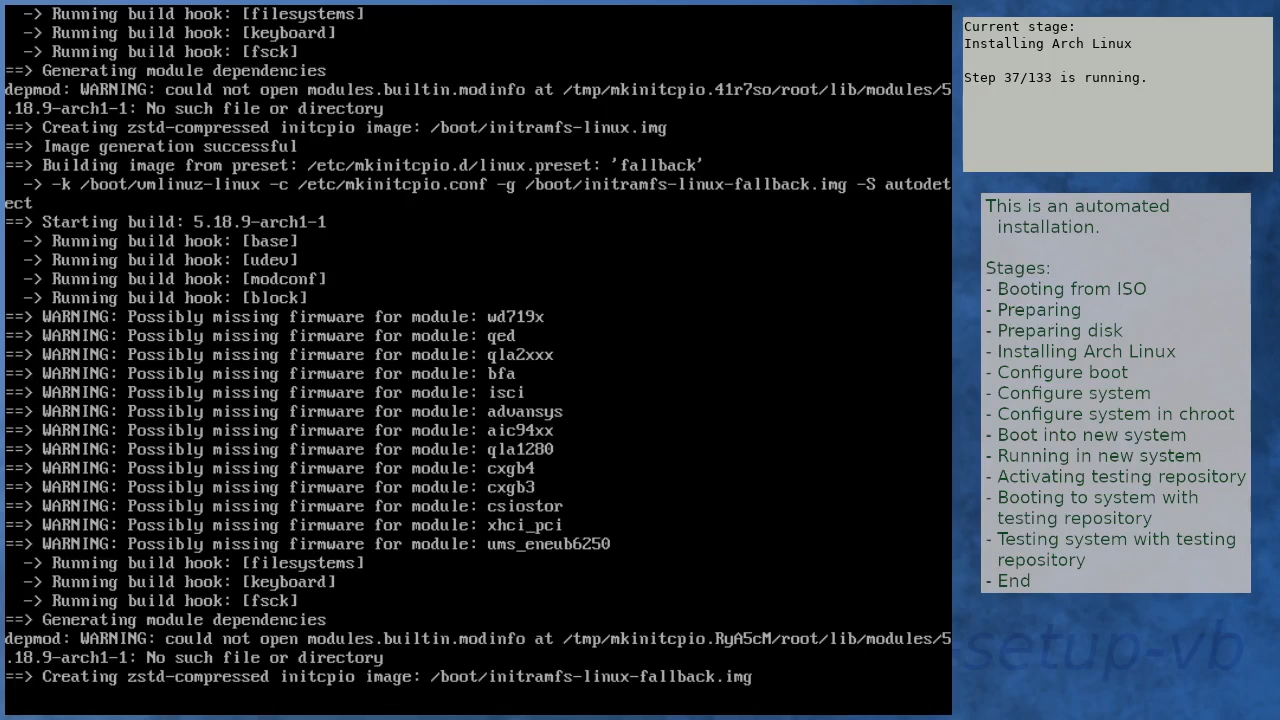 -> Running build hook: [filesystems]
-> Running build hook: [keyboard]
-> Running build hook: [fsck]
==> Generating module dependencies
depmod: WARNING: could not open modules.builtin.modinfo at /tmp/mkinitcpio.41r7so/root/lib/modules/5
.18.9-arch1-1: No such file or directory
==> Creating zstd-compressed initcpio image: /boot/initramfs-linux.img
==> Image generation successful
==> Building image from preset: /etc/mkinitcpio.d/linux.preset: 'fallback'
-> -k /boot/vmlinuz-linux -c /etc/mkinitcpio.conf -g /boot/initramfs-linux-fallback.img -S autodet
ect
==> Starting build: 5.18.9-arch1-1
-> Running build hook: [base]
-> Running build hook: [udev]
-> Running build hook: [modconf]
-> Running build hook: [block]
==> WARNING: Possibly missing firmware for module: wd719x
==> WARNING: Possibly missing firmware for module: qed
==> WARNING: Possibly missing firmware for module: qla2xxx
==> WARNING: Possibly missing firmware for module: bfa
==> WARNING: Possibly missing firmware for module: isci
==> WARNING: Possibly missing firmware for module: advansys
==> WARNING: Possibly missing firmware for module: aic94xx
==> WARNING: Possibly missing firmware for module: qla1280
==> WARNING: Possibly missing firmware for module: cxgb4
==> WARNING: Possibly missing firmware for module: cxgb3
==> WARNING: Possibly missing firmware for module: csiostor
==> WARNING: Possibly missing firmware for module: xhci_pci
==> WARNING: Possibly missing firmware for module: ums_eneub6250
-> Running build hook: [filesystems]
-> Running build hook: [keyboard]
-> Running build hook: [fsck]
==> Generating module dependencies
depmod: WARNING: could not open modules.builtin.modinfo at /tmp/mkinitcpio.RyA5cM/root/lib/modules/5
.18.9-arch1-1: No such file or directory
==> Creating zstd-compressed initcpio image: /boot/initramfs-linux-fallback.img
Current stage:
Installing Arch Linux
Step 37/133 is running.
This is an automated
installation.
Stages:
- Booting from ISO
- Preparing
- Preparing disk
- Installing Arch Linux
- Configure boot
- Configure system
- Configure system in chroot
- Boot into new system
- Running in new system
- Activating testing repository
- Booting to system with
testing repository
- Testing system with testing
repository
- End
setup-vb